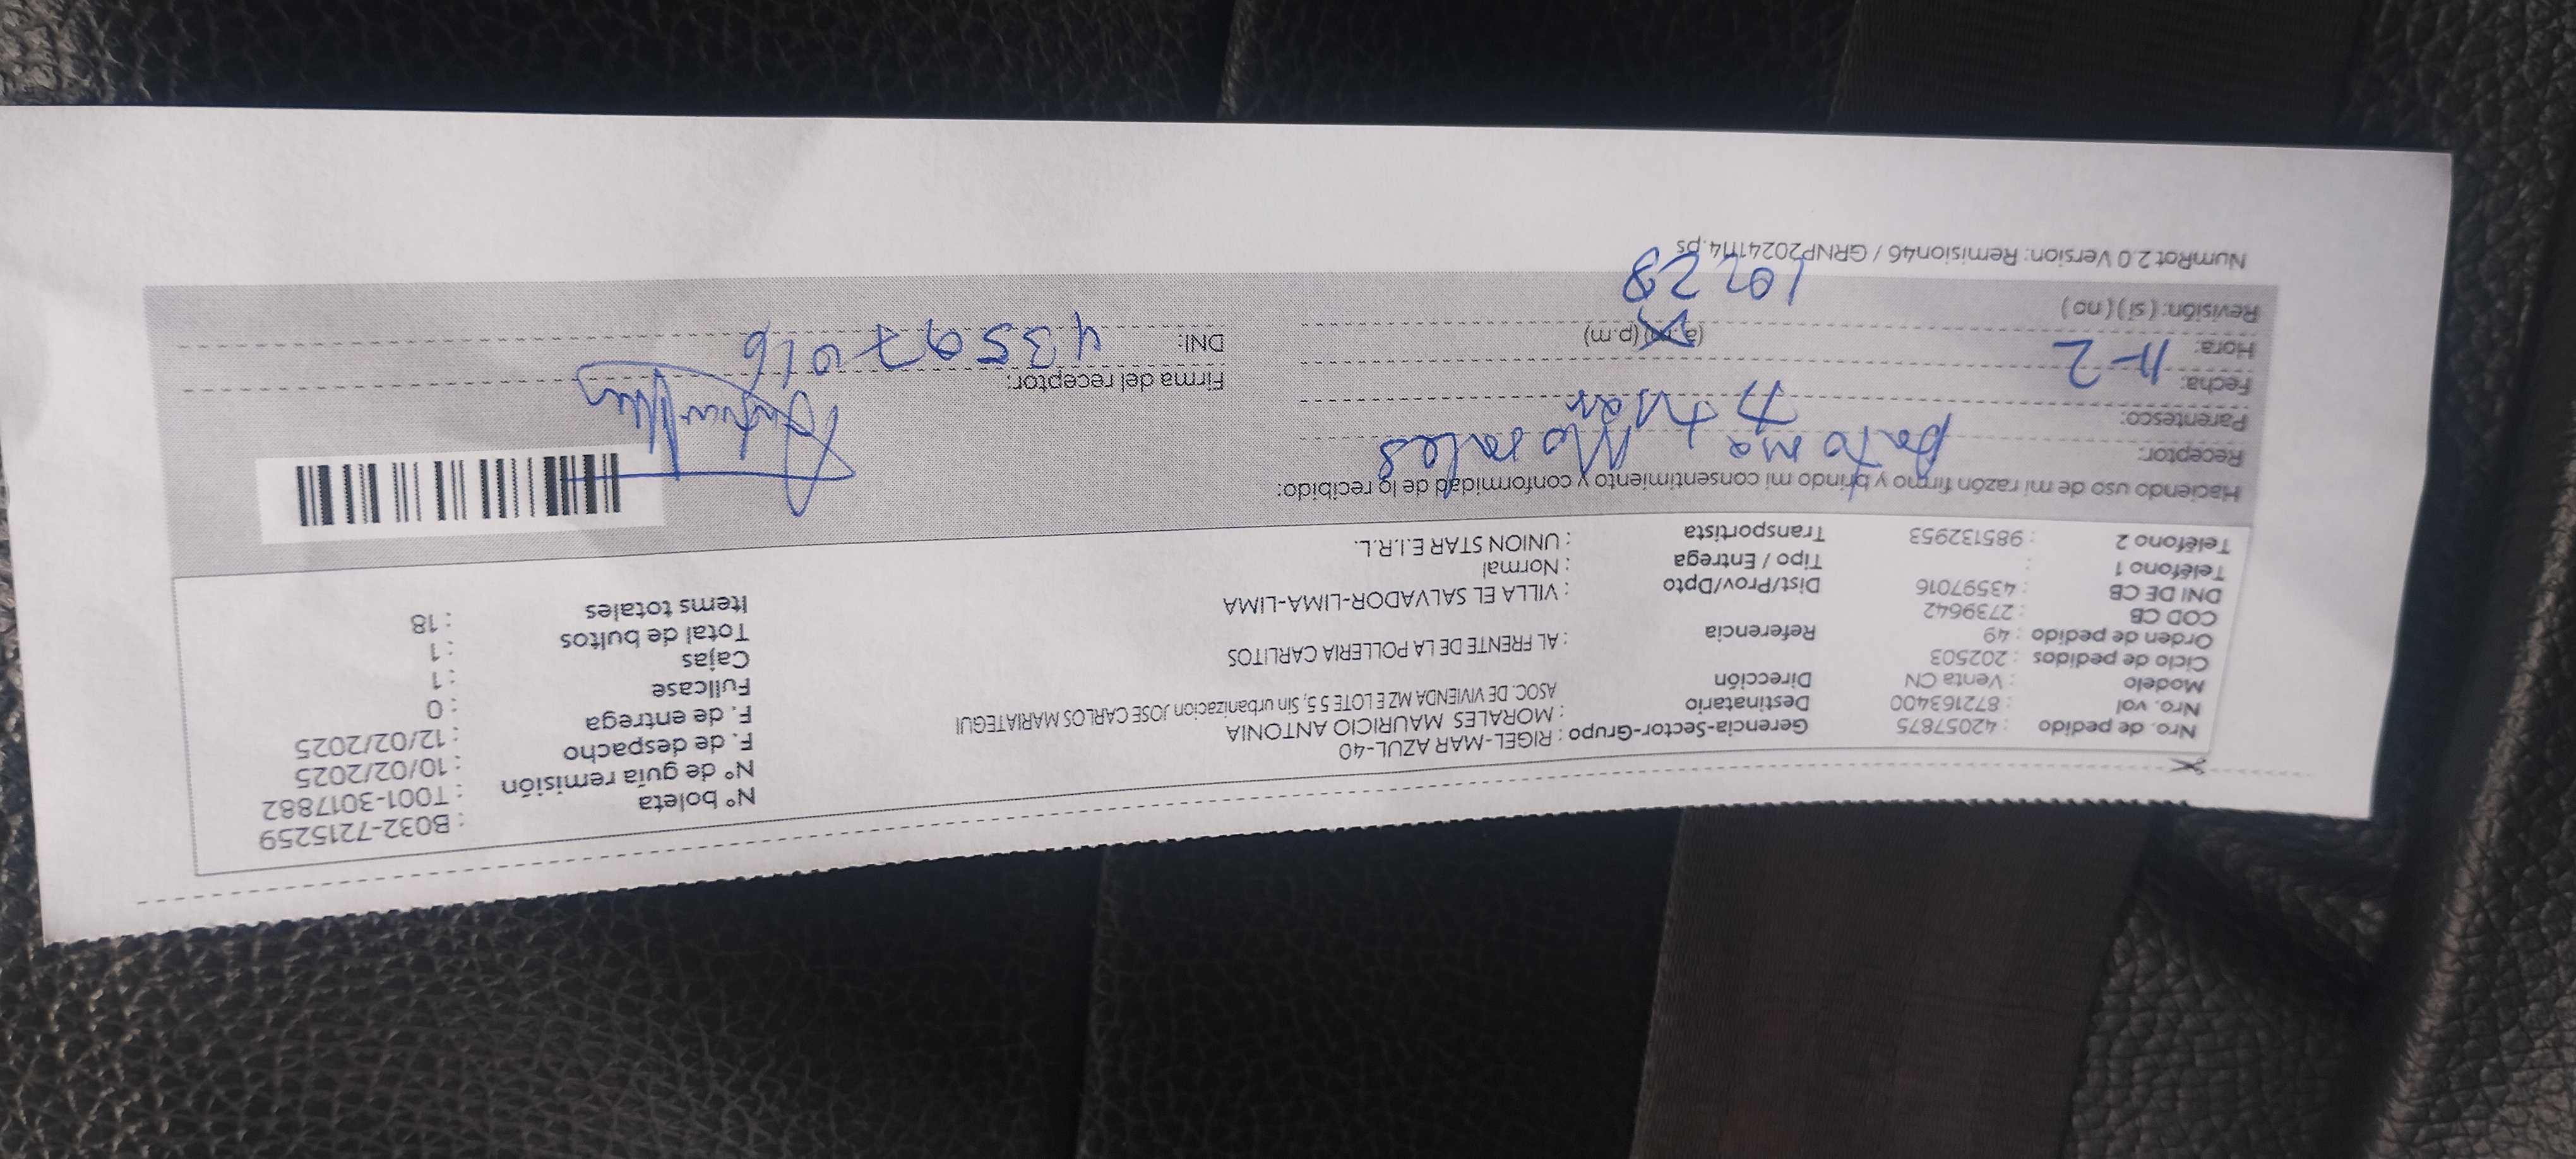 Nro. de pedido : 42057875 Gerencia-Sector-Grupo : RIGEL-MAR AZUL-40 N° boleta : B032-7215259
Nro. vol : 872163400 Destinatario : MORALES MAURICIO ANTONIA N° de guía remisión : T001-3017882
Modelo : Venta CN Dirección ASOC. DE VIVIENDA MZ E LOTE 5 5, Sin urbanizacion JOSE CARLOS MARIATEGUI F. de despacho : 10/02/2025
Ciclo de pedidos : 202503 F. de entrega : 12/02/2025
Orden de pedido : 49 Referencia : AL FRENTE DE LA POLLERIA CARLITOS Fullcase : 0
COD CB : 2739642 Cajas : 1
DNI DE CB : 43597016 Dist/Prov/Dpto : VILLA EL SALVADOR-LIMA-LIMA Total de bultos : 1
Teléfono 1 : Tipo / Entrega : Normal Items totales : 18
Teléfono 2 : 985132953 Transportista : UNION STAR E.I.R.L.
Haciendo uso de mi razón firmo y brindo mi consentimiento y conformidad de lo recibido:
Receptor: Morales
Parentesco:
Fecha: 11-2 Firma del receptor:
Hora: (a.m) (p.m) DNI: 43597016
Revisión: ( si ) ( no ) 10:28
NumRot 2.0 Version: Remision46 / GRNP20241114.ps